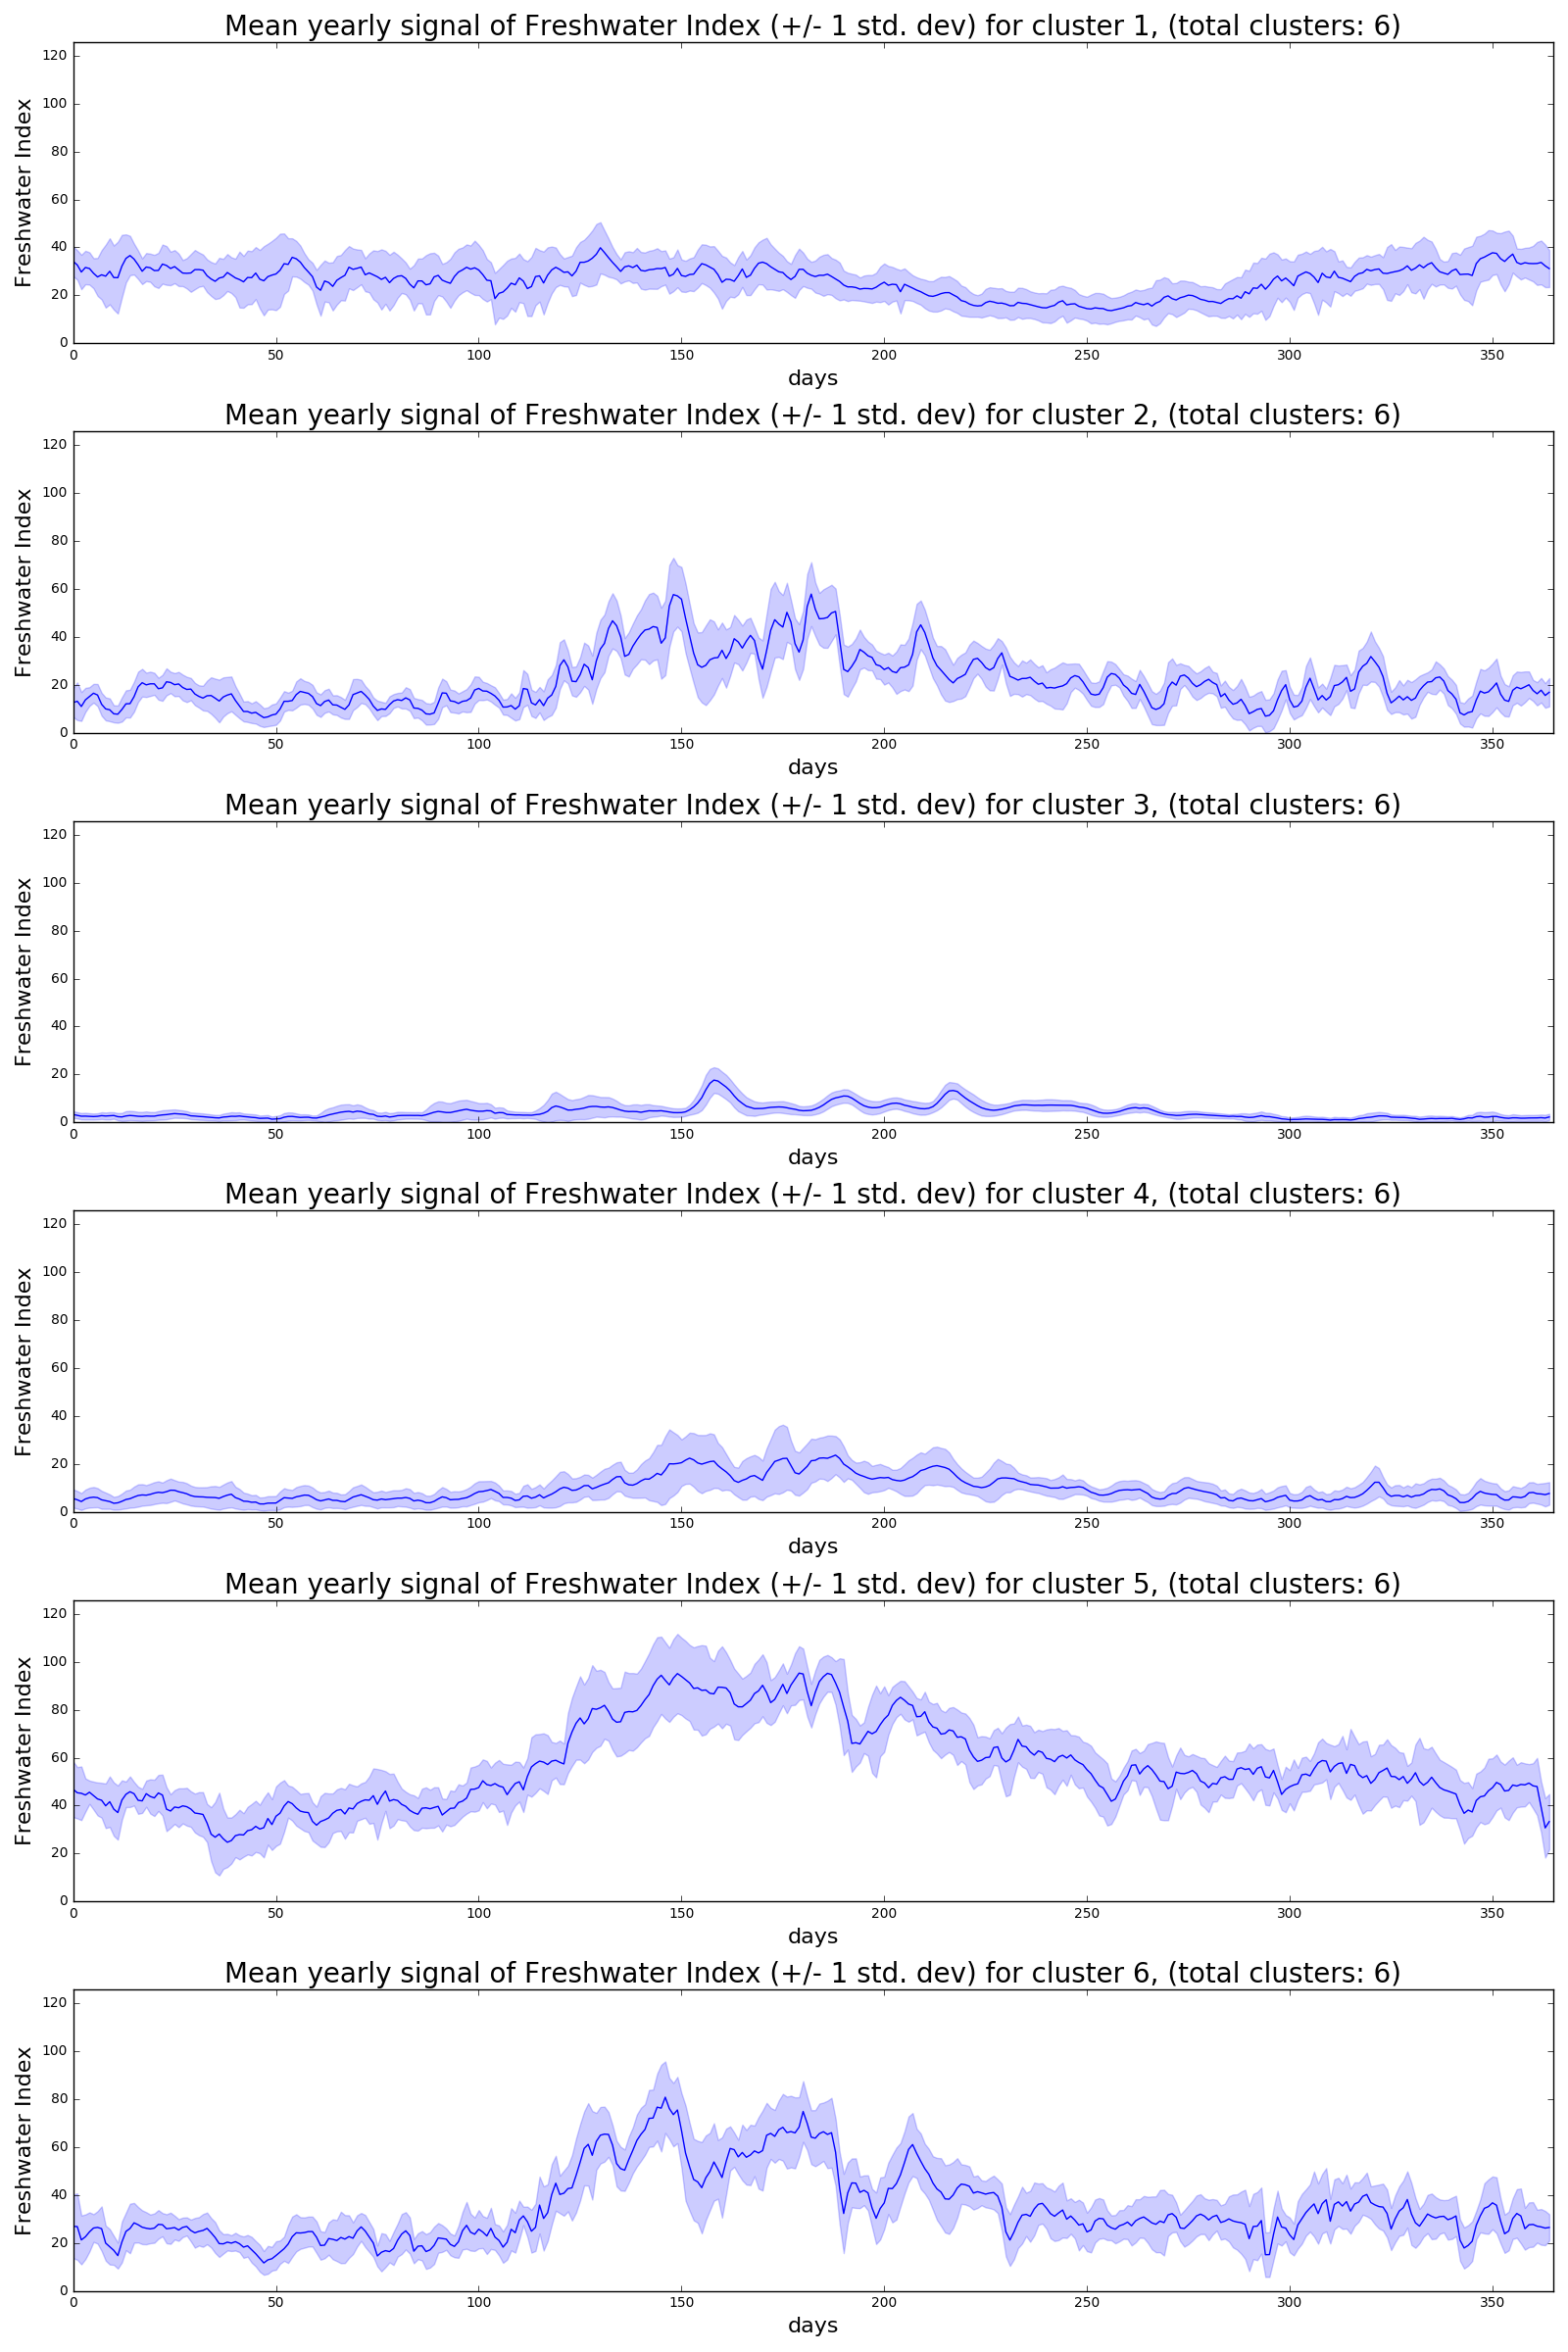 Mean yearly signal of Freshwater Index (+/- 1 std. dev) for cluster 1, (total clusters: 6)
120
100
80
60
40
20
0
Freshwater Index
0 50 100 150 200 250 300 350
days
Mean yearly signal of Freshwater Index (+/- 1 std. dev) for cluster 2, (total clusters: 6)
120
100
80
60
40
20
0
Freshwater Index
0 50 100 150 200 250 300 350
days
Mean yearly signal of Freshwater Index (+/- 1 std. dev) for cluster 3, (total clusters: 6)
120
100
80
60
40
20
0
Freshwater Index
0 50 100 150 200 250 300 350
days
Mean yearly signal of Freshwater Index (+/- 1 std. dev) for cluster 4, (total clusters: 6)
120
100
80
60
40
20
0
Freshwater Index
0 50 100 150 200 250 300 350
days
Mean yearly signal of Freshwater Index (+/- 1 std. dev) for cluster 5, (total clusters: 6)
120
100
80
60
40
20
0
Freshwater Index
0 50 100 150 200 250 300 350
days
Mean yearly signal of Freshwater Index (+/- 1 std. dev) for cluster 6, (total clusters: 6)
120
100
80
60
40
20
0
Freshwater Index
0 50 100 150 200 250 300 350
days